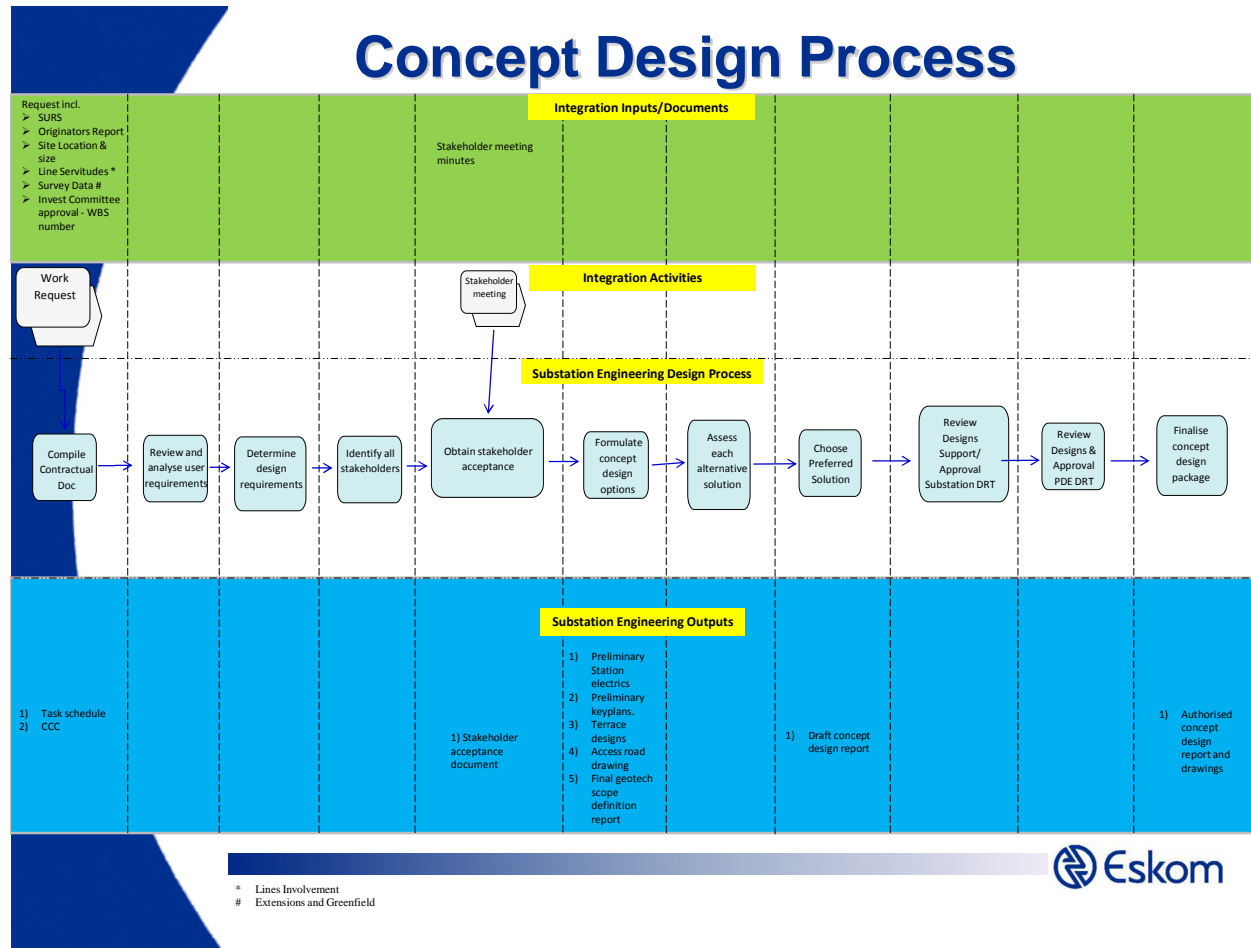 Concept Design Process
Integration Inputs/Documents
Request incl.
➢ SURS
➢ Originators Report
➢ Site Location &
size
➢ Line Servitudes *
➢ Survey Data #
➢ Invest Committee
approval - WBS
number
Stakeholder meeting
minutes
Integration Activities
Work
Request
Stakeholder
meeting
Substation Engineering Design Process
Compile
Contractual
Doc
Review and
analyse user
requirements
Determine
design
requirements
Identify all
stakeholders
Obtain stakeholder
acceptance
Formulate
concept
design
options
Assess
each
alternative
solution
Choose
Preferred
Solution
Review
Designs
Support/
Approval
Substation DRT
Review
Designs &
Approval
PDE DRT
Finalise
concept
design
package
Substation Engineering Outputs
1) Task schedule
2) CCC
1) Stakeholder
acceptance
document
1) Preliminary
Station
electrics
2) Preliminary
keyplans.
3) Terrace
designs
4) Access road
drawing
5) Final geotech
scope
definition
report
1) Draft concept
design report
1) Authorised
concept
design
report and
drawings
Eskom
* Lines Involvement
# Extensions and Greenfield